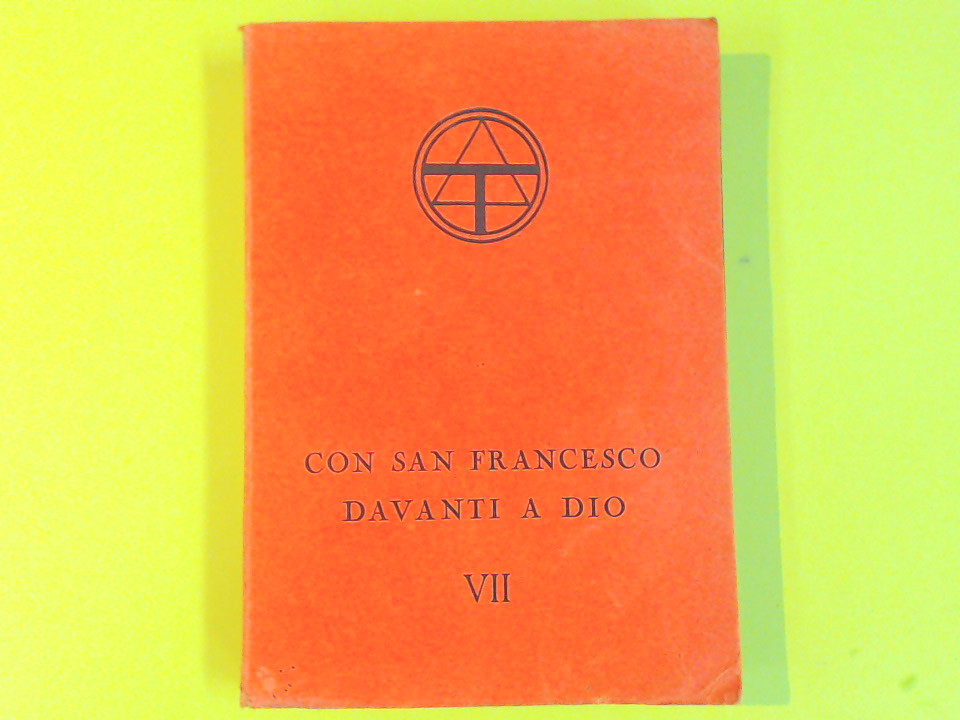 CON SAN FRANCESCO
DAVANTI A DIO
VII